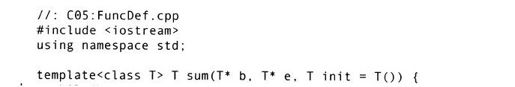 //: C05:FuncDef.cpp
#include <iostream>
using namespace std;
template<class T> T sum(T* b, T* e, T init = T()) {